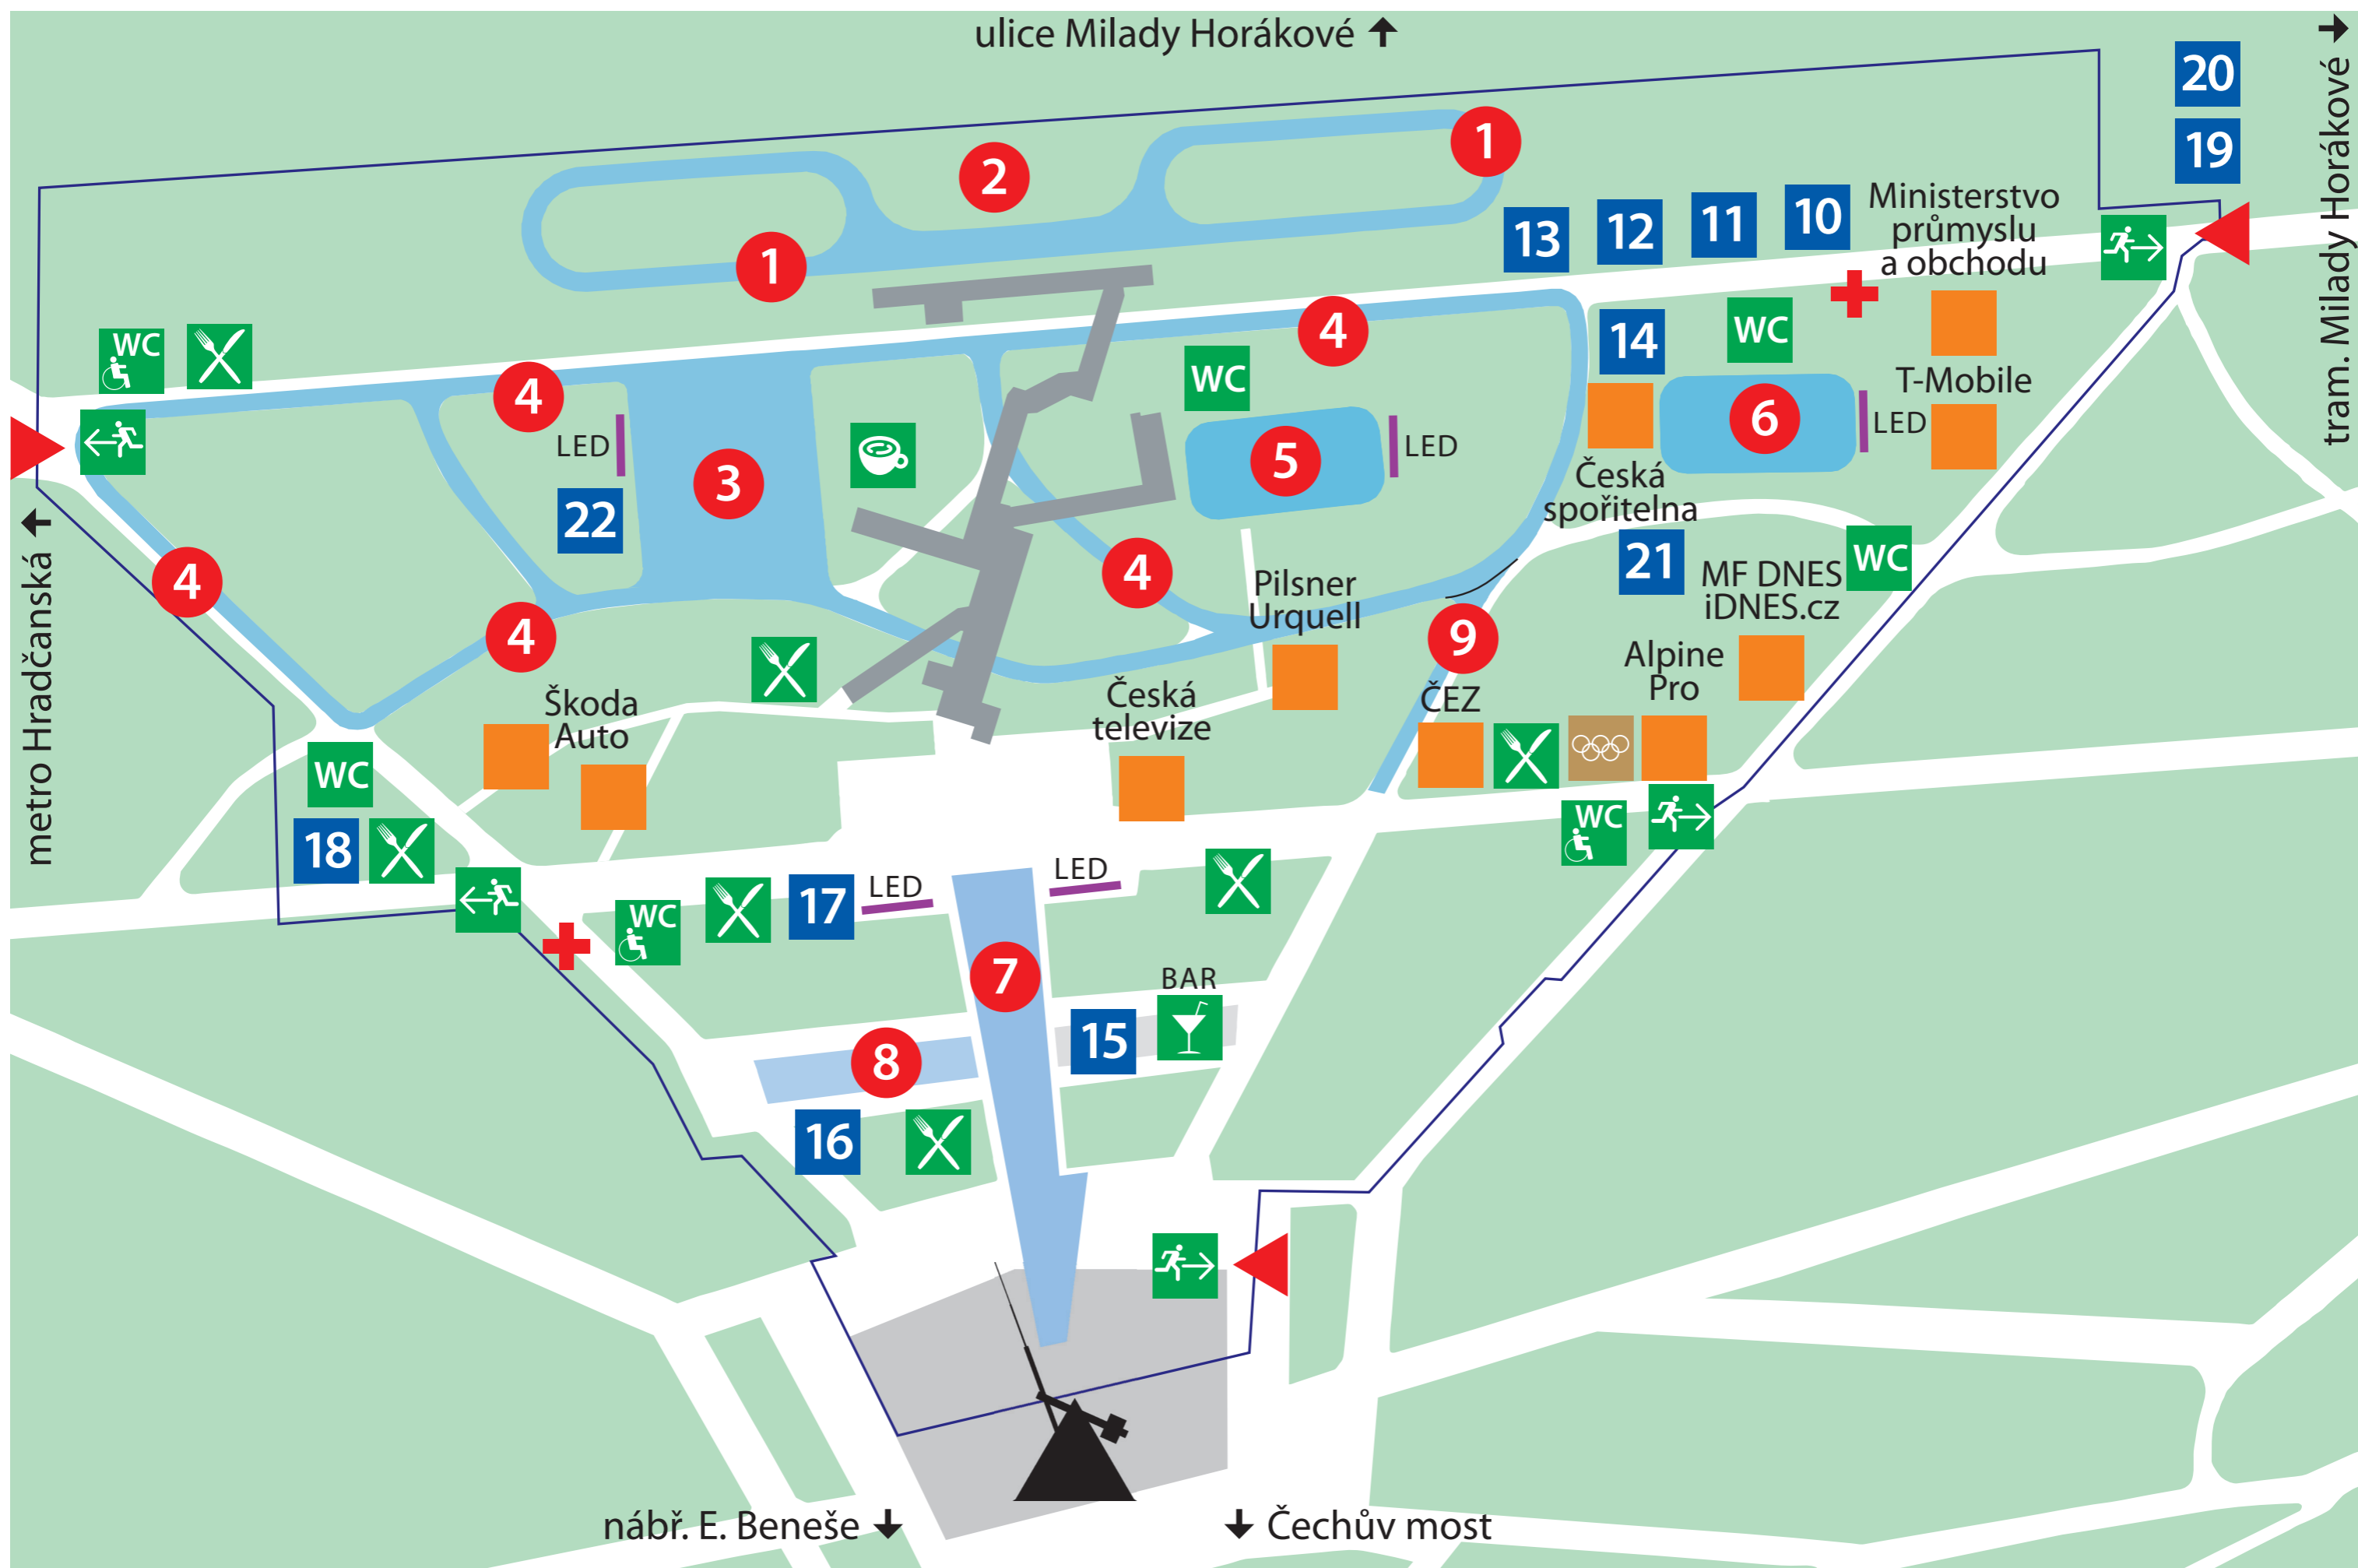 ulice Milady Horákové
tram. Milady Horákové
20
19
1
2
1
13
12
11
10
Ministerstvo
průmyslu
a obchodu
WC
4
14
WC
4
WC
T-Mobile
LED
3
5
LED
6
LED
22
Česká
spořitelna
metro Hradčanská
4
4
4
Pilsner
Urquell
21
MF DNES
iDNES.cz
WC
9
Alpine
Pro
Škoda
Auto
Česká
televize
ČEZ
WC
18
WC
WC
17
LED
LED
7
BAR
8
15
16
nábř. E. Beneše
Čechův most